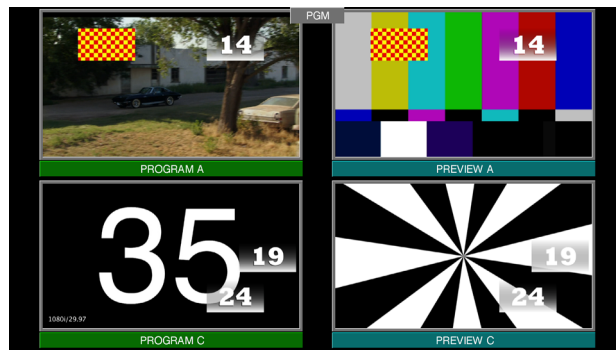 PGM
14
14
PROGRAM A
PREVIEW A
35
19
24
1080i/29.97
19
24
PROGRAM C
PREVIEW C